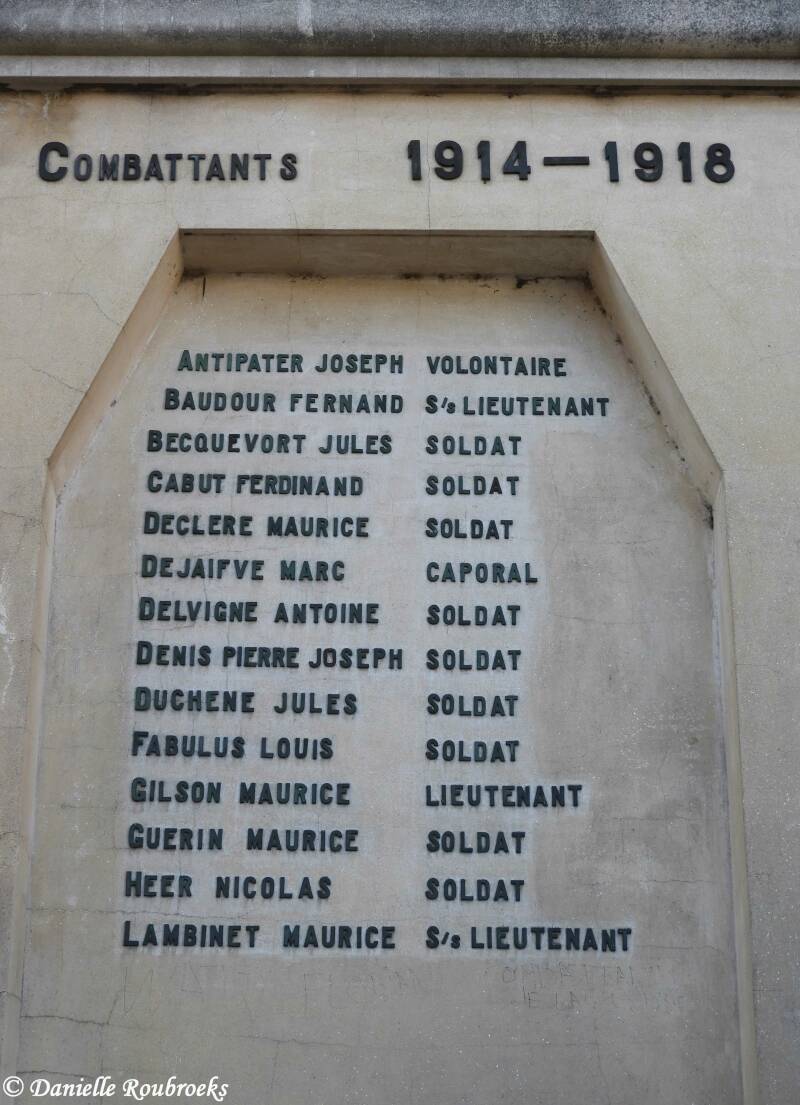 COMBATTANTS 1914–1918
ANTIPATER JOSEPH VOLONTAIRE
BAUDOUR FERNAND S/s LIEUTENANT
BECQUEVORT JULES SOLDAT
CABUT FERDINAND SOLDAT
DECLERE MAURICE SOLDAT
DEJAIFVE MARC CAPORAL
DELVIGNE ANTOINE SOLDAT
DENIS PIERRE JOSEPH SOLDAT
DUCHENE JULES SOLDAT
FABULUS LOUIS SOLDAT
GILSON MAURICE LIEUTENANT
GUERIN MAURICE SOLDAT
HEER NICOLAS SOLDAT
LAMBINET MAURICE S/s LIEUTENANT
© Danielle Roubroeks